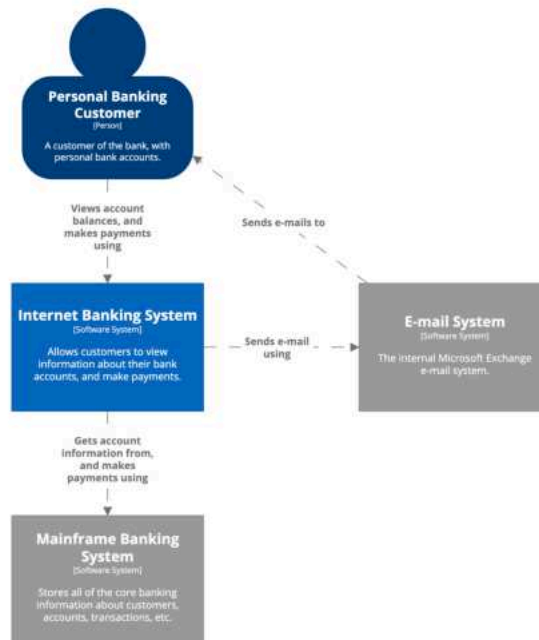 Personal Banking
Customer
[Person]
A customer of the bank, with
personal bank accounts.
Views account
balances, and
makes payments
using
Sends e-mails to
Internet Banking System
[Software System]
Allows customers to view
information about their bank
accounts, and make payments.
Sends e-mail
using
E-mail System
[Software System]
The internal Microsoft Exchange
e-mail system.
Gets account
information from,
and makes
payments using
Mainframe Banking
System
[Software System]
Stores all of the core banking
information about customers,
accounts, transactions, etc.